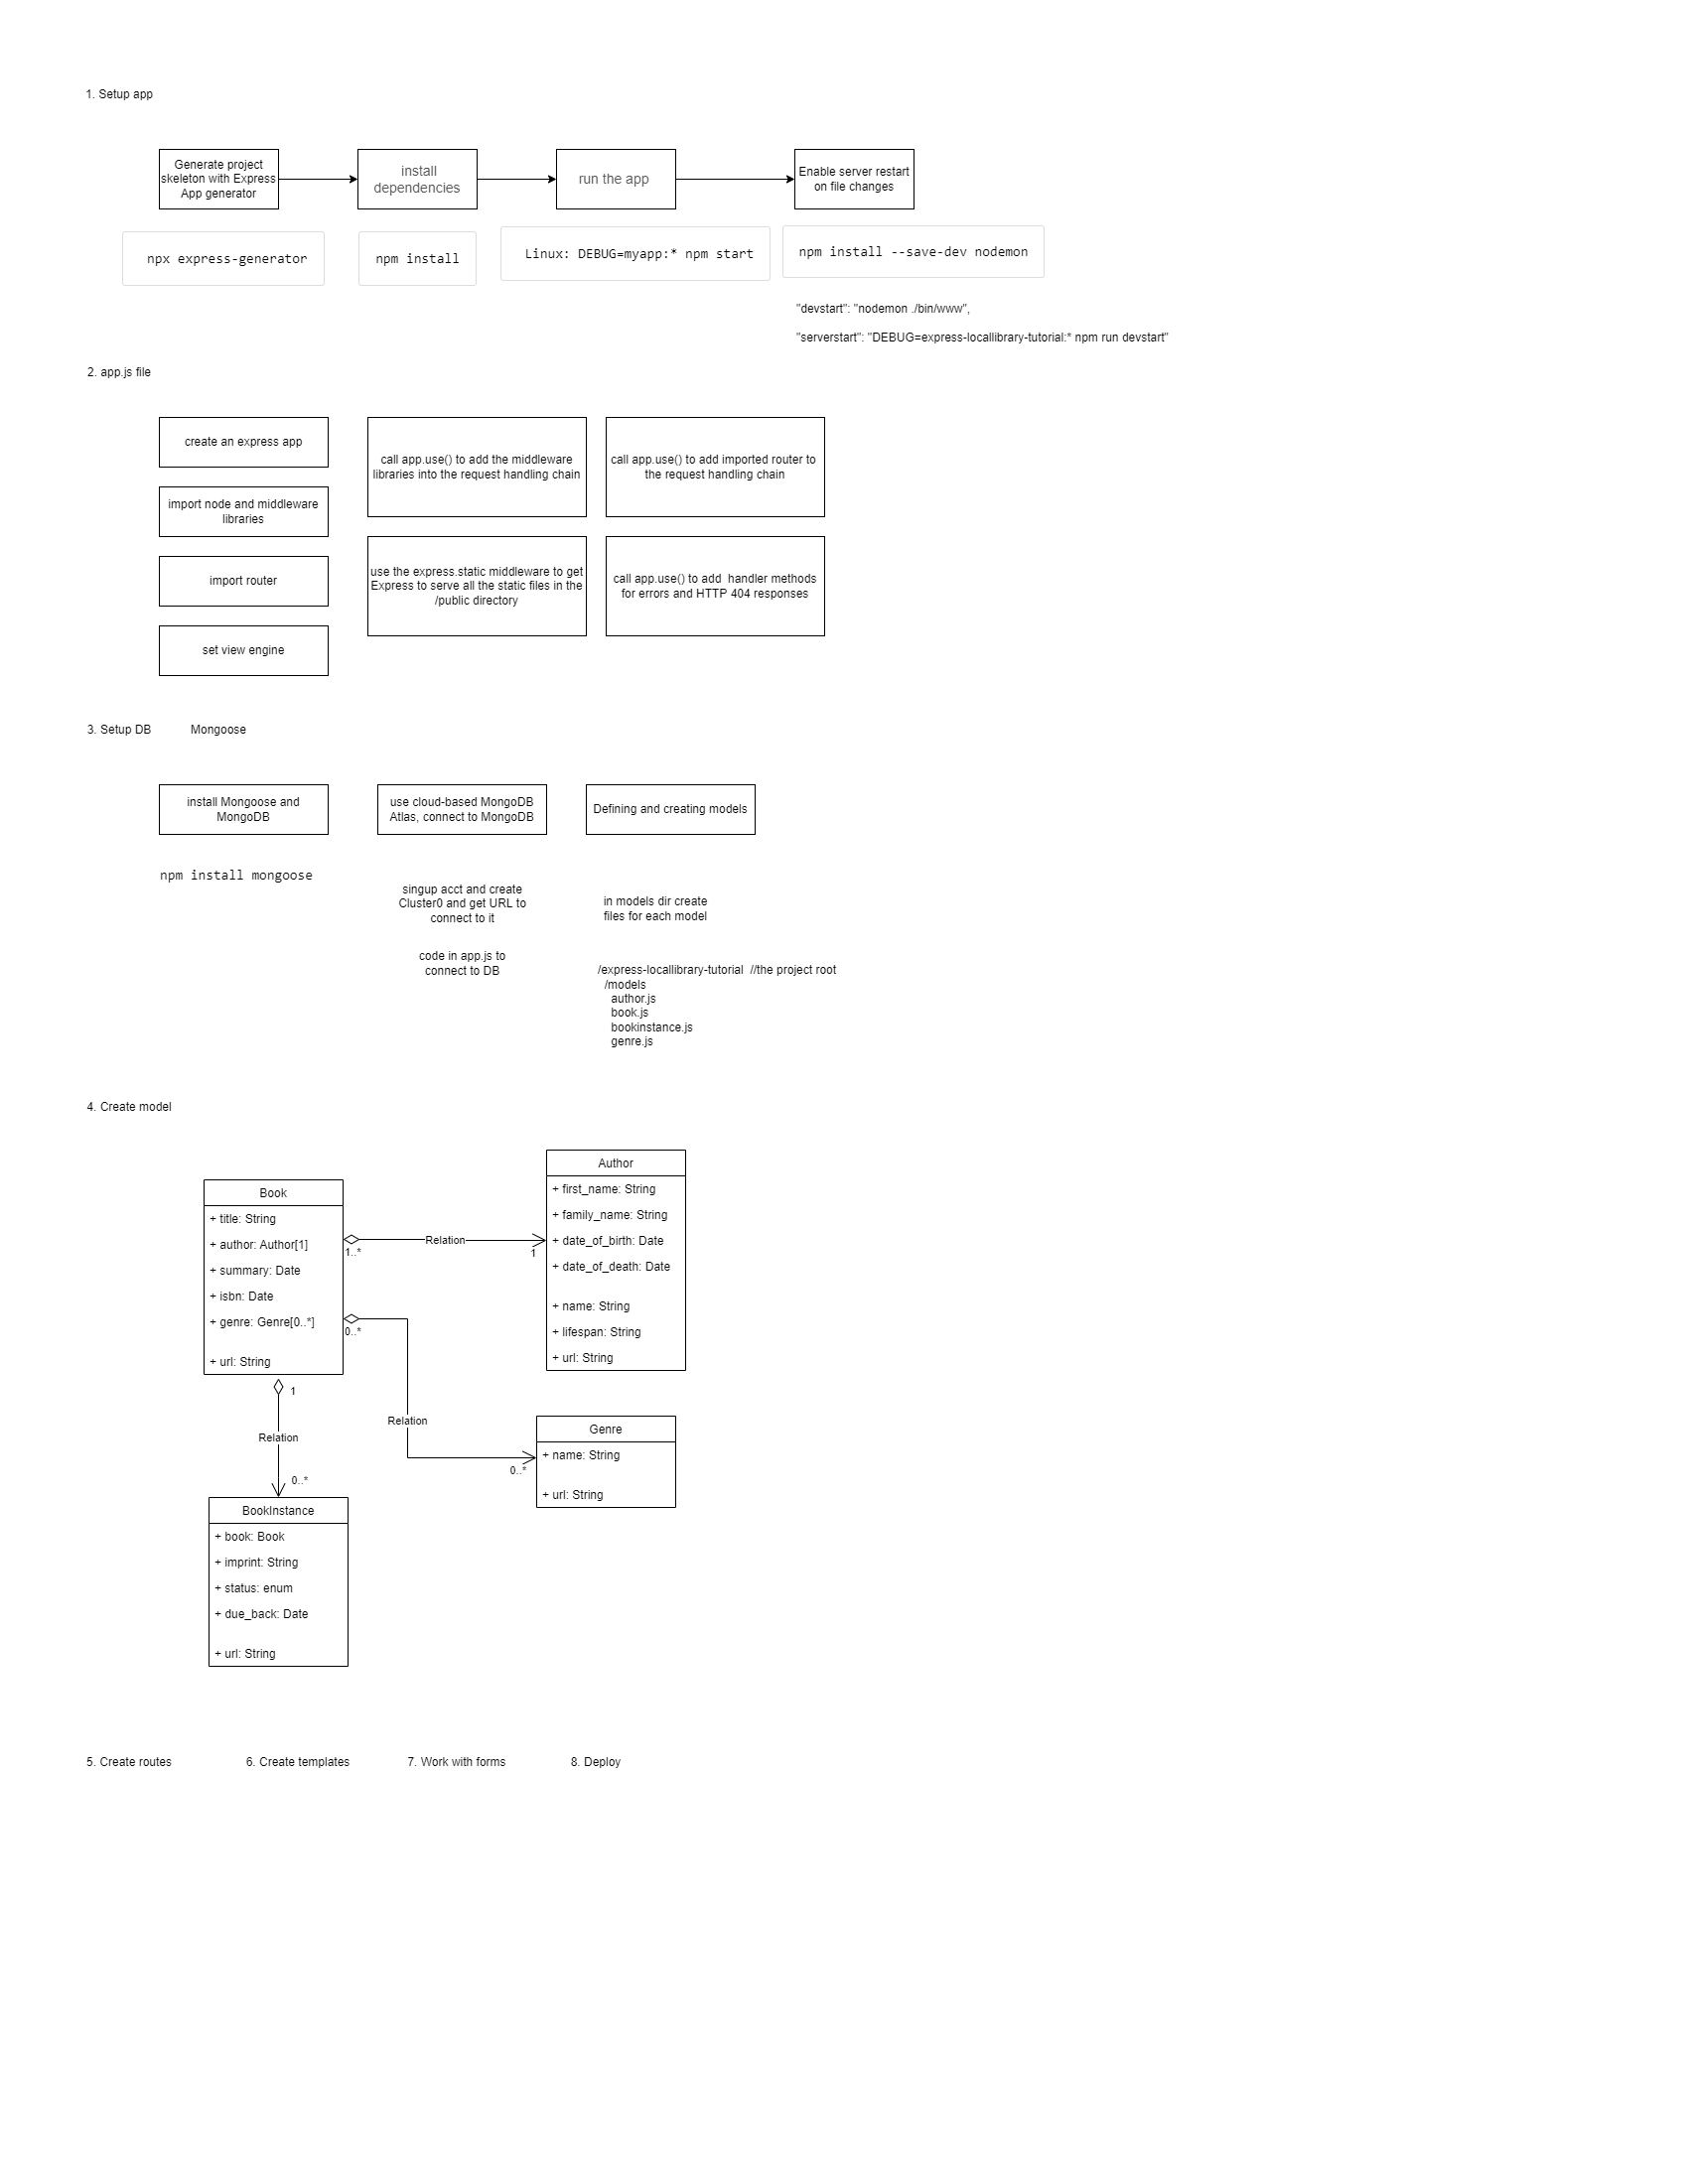 1. Setup app
Generate project
skeleton with Express
App generator
install
dependencies
run the app
Enable server restart
on file changes
npx express-generator
npm install
Linux: DEBUG=myapp:* npm start
npm install --save-dev nodemon
"devstart": "nodemon ./bin/www",
"serverstart": "DEBUG=express-locallibrary-tutorial:* npm run devstart"
2. app.js file
create an express app
import node and middleware
libraries
import router
set view engine
call app.use() to add the middleware
libraries into the request handling chain
use the express.static middleware to get
Express to serve all the static files in the
/public directory
call app.use() to add imported router to
the request handling chain
call app.use() to add  handler methods
for errors and HTTP 404 responses
3. Setup DB
Mongoose
install Mongoose and
MongoDB
use cloud-based MongoDB
Atlas, connect to MongoDB
Defining and creating models
npm install mongoose
singup acct and create
Cluster0 and get URL to
connect to it
code in app.js to
connect to DB
in models dir create
files for each model
/express-locallibrary-tutorial  //the project root
/models
author.js
book.js
bookinstance.js
genre.js
4. Create model
Book
+ title: String
+ author: Author[1]
+ summary: Date
+ isbn: Date
+ genre: Genre[0..*]
+ url: String
1..*
Relation
1
Author
+ first_name: String
+ family_name: String
+ date_of_birth: Date
+ date_of_death: Date
+ name: String
+ lifespan: String
+ url: String
0..*
Relation
0..*
Genre
+ name: String
+ url: String
1
Relation
0..*
BookInstance
+ book: Book
+ imprint: String
+ status: enum
+ due_back: Date
+ url: String
5. Create routes
6. Create templates
7. Work with forms
8. Deploy